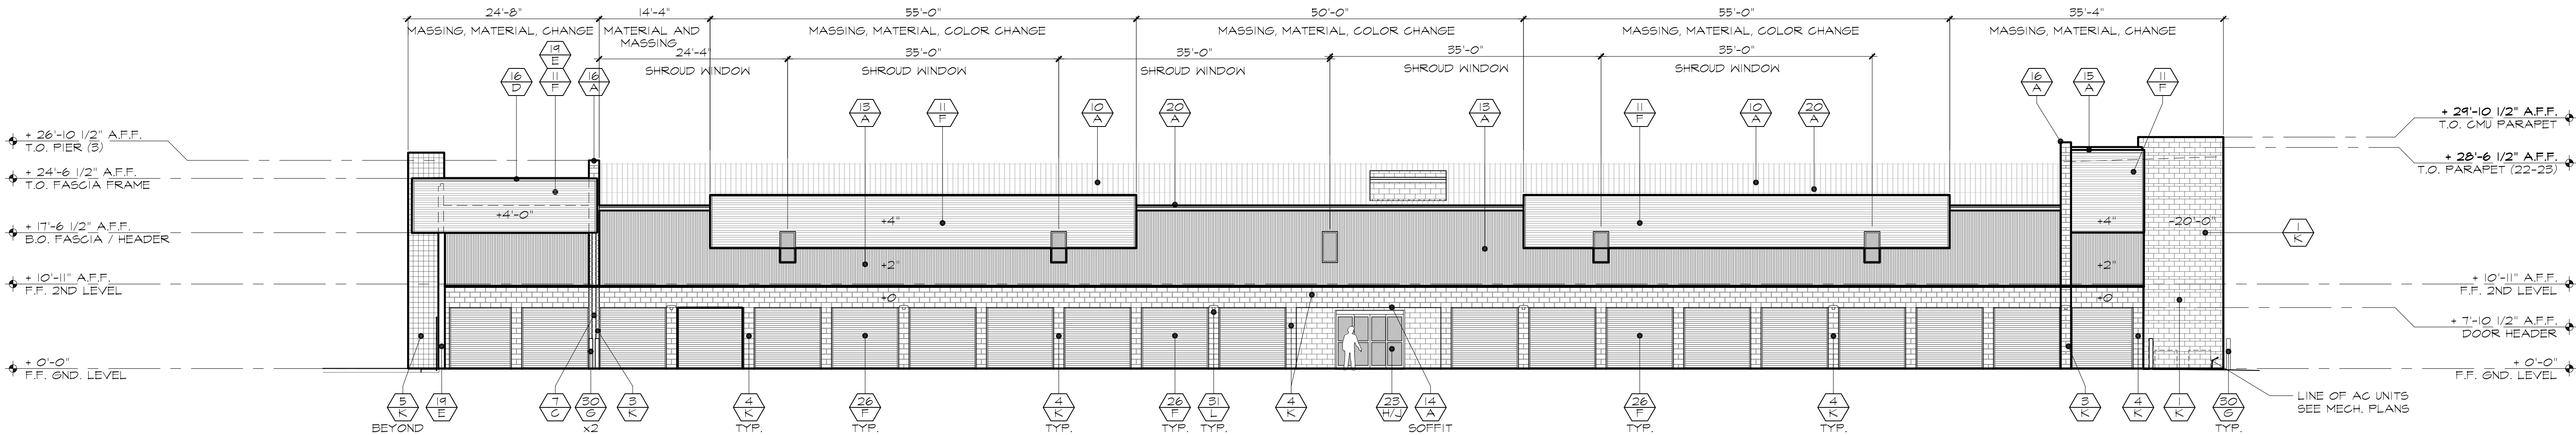 24'-8"
14'-4"
55'-0"
50'-0"
55'-0"
35'-4"
MASSING, MATERIAL, CHANGE
MATERIAL AND
MASSING
MASSING, MATERIAL, COLOR CHANGE
MASSING, MATERIAL, COLOR CHANGE
MASSING, MATERIAL, COLOR CHANGE
MASSING, MATERIAL, CHANGE
24'-4"
35'-0"
35'-0"
35'-0"
35'-0"
SHROUD WINDOW
SHROUD WINDOW
SHROUD WINDOW
SHROUD WINDOW
SHROUD WINDOW
19
E
16
D
11
F
16
A
13
A
11
F
10
A
20
A
13
A
11
F
10
A
20
A
16
A
15
A
11
F
+ 26'-10 1/2" A.F.F.
T.O. PIER (3)
+ 24'-6 1/2" A.F.F.
T.O. FASCIA FRAME
+ 17'-6 1/2" A.F.F.
B.O. FASCIA / HEADER
+ 10'-11" A.F.F.
F.F. 2ND LEVEL
+ 0'-0"
F.F. GND. LEVEL
+4'-0"
+4"
+2"
+0
+4"
+2"
+0
-20'-0"
1
K
+ 29'-10 1/2" A.F.F.
T.O. CMU PARAPET
+ 28'-6 1/2" A.F.F.
T.O. PARAPET (22-23)
+ 10'-11" A.F.F.
F.F. 2ND LEVEL
+ 7'-10 1/2" A.F.F.
DOOR HEADER
+ 0'-0"
F.F. GND. LEVEL
LINE OF AC UNITS
SEE MECH. PLANS
5
K
BEYOND
19
E
7
C
30
G
x2
3
K
4
K
TYP.
26
F
TYP.
4
K
TYP.
26
F
TYP.
31
L
TYP.
4
K
23
H/J
14
A
SOFFIT
26
F
TYP.
4
K
TYP.
3
K
4
K
1
K
30
G
TYP.